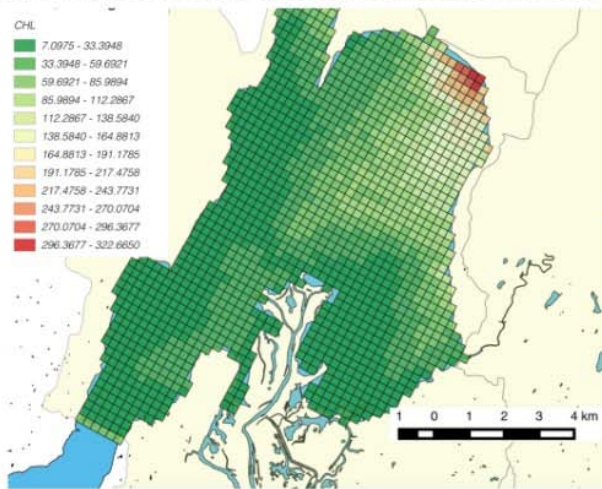 CHL
7.0975 - 33.3948
33.3948 - 59.6921
59.6921 - 85.9894
85.9894 - 112.2867
112.2867 - 138.5840
138.5840 - 164.8813
164.8813 - 191.1785
191.1785 - 217.4758
217.4758 - 243.7731
243.7731 - 270.0704
270.0704 - 296.3677
296.3677 - 322.6650
1 0 1 2 3 4 km